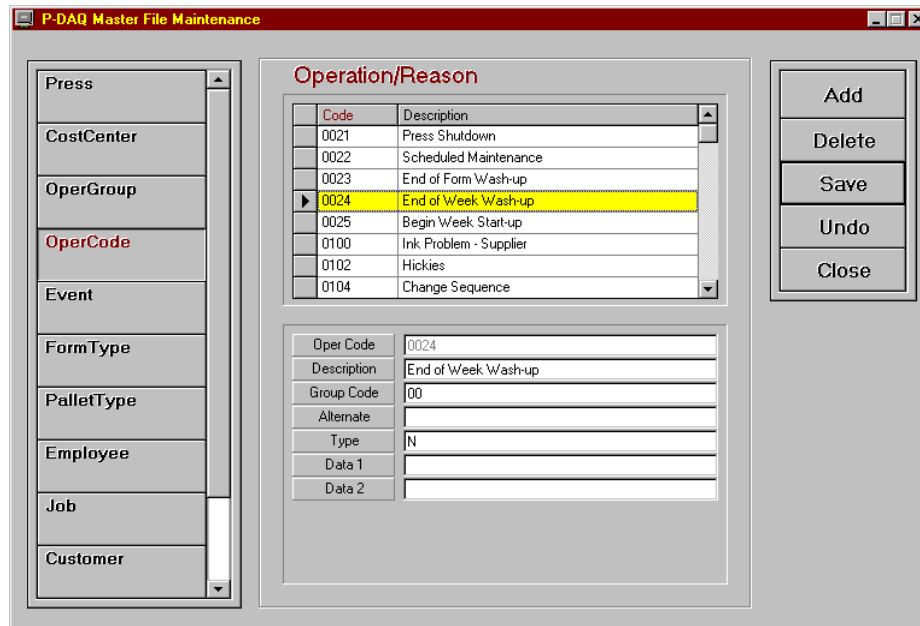 P-DAQ Master File Maintenance
Press
CostCenter
OperGroup
OperCode
Event
FormType
PalletType
Employee
Job
Customer
Operation/Reason
Code Description
0021 Press Shutdown
0022 Scheduled Maintenance
0023 End of Form Wash-up
0024 End of Week Wash-up
0025 Begin Week Start-up
0100 Ink Problem - Supplier
0102 Hickies
0104 Change Sequence
Oper Code 0024
Description End of Week Wash-up
Group Code 00
Alternate
Type N
Data 1
Data 2
Add
Delete
Save
Undo
Close